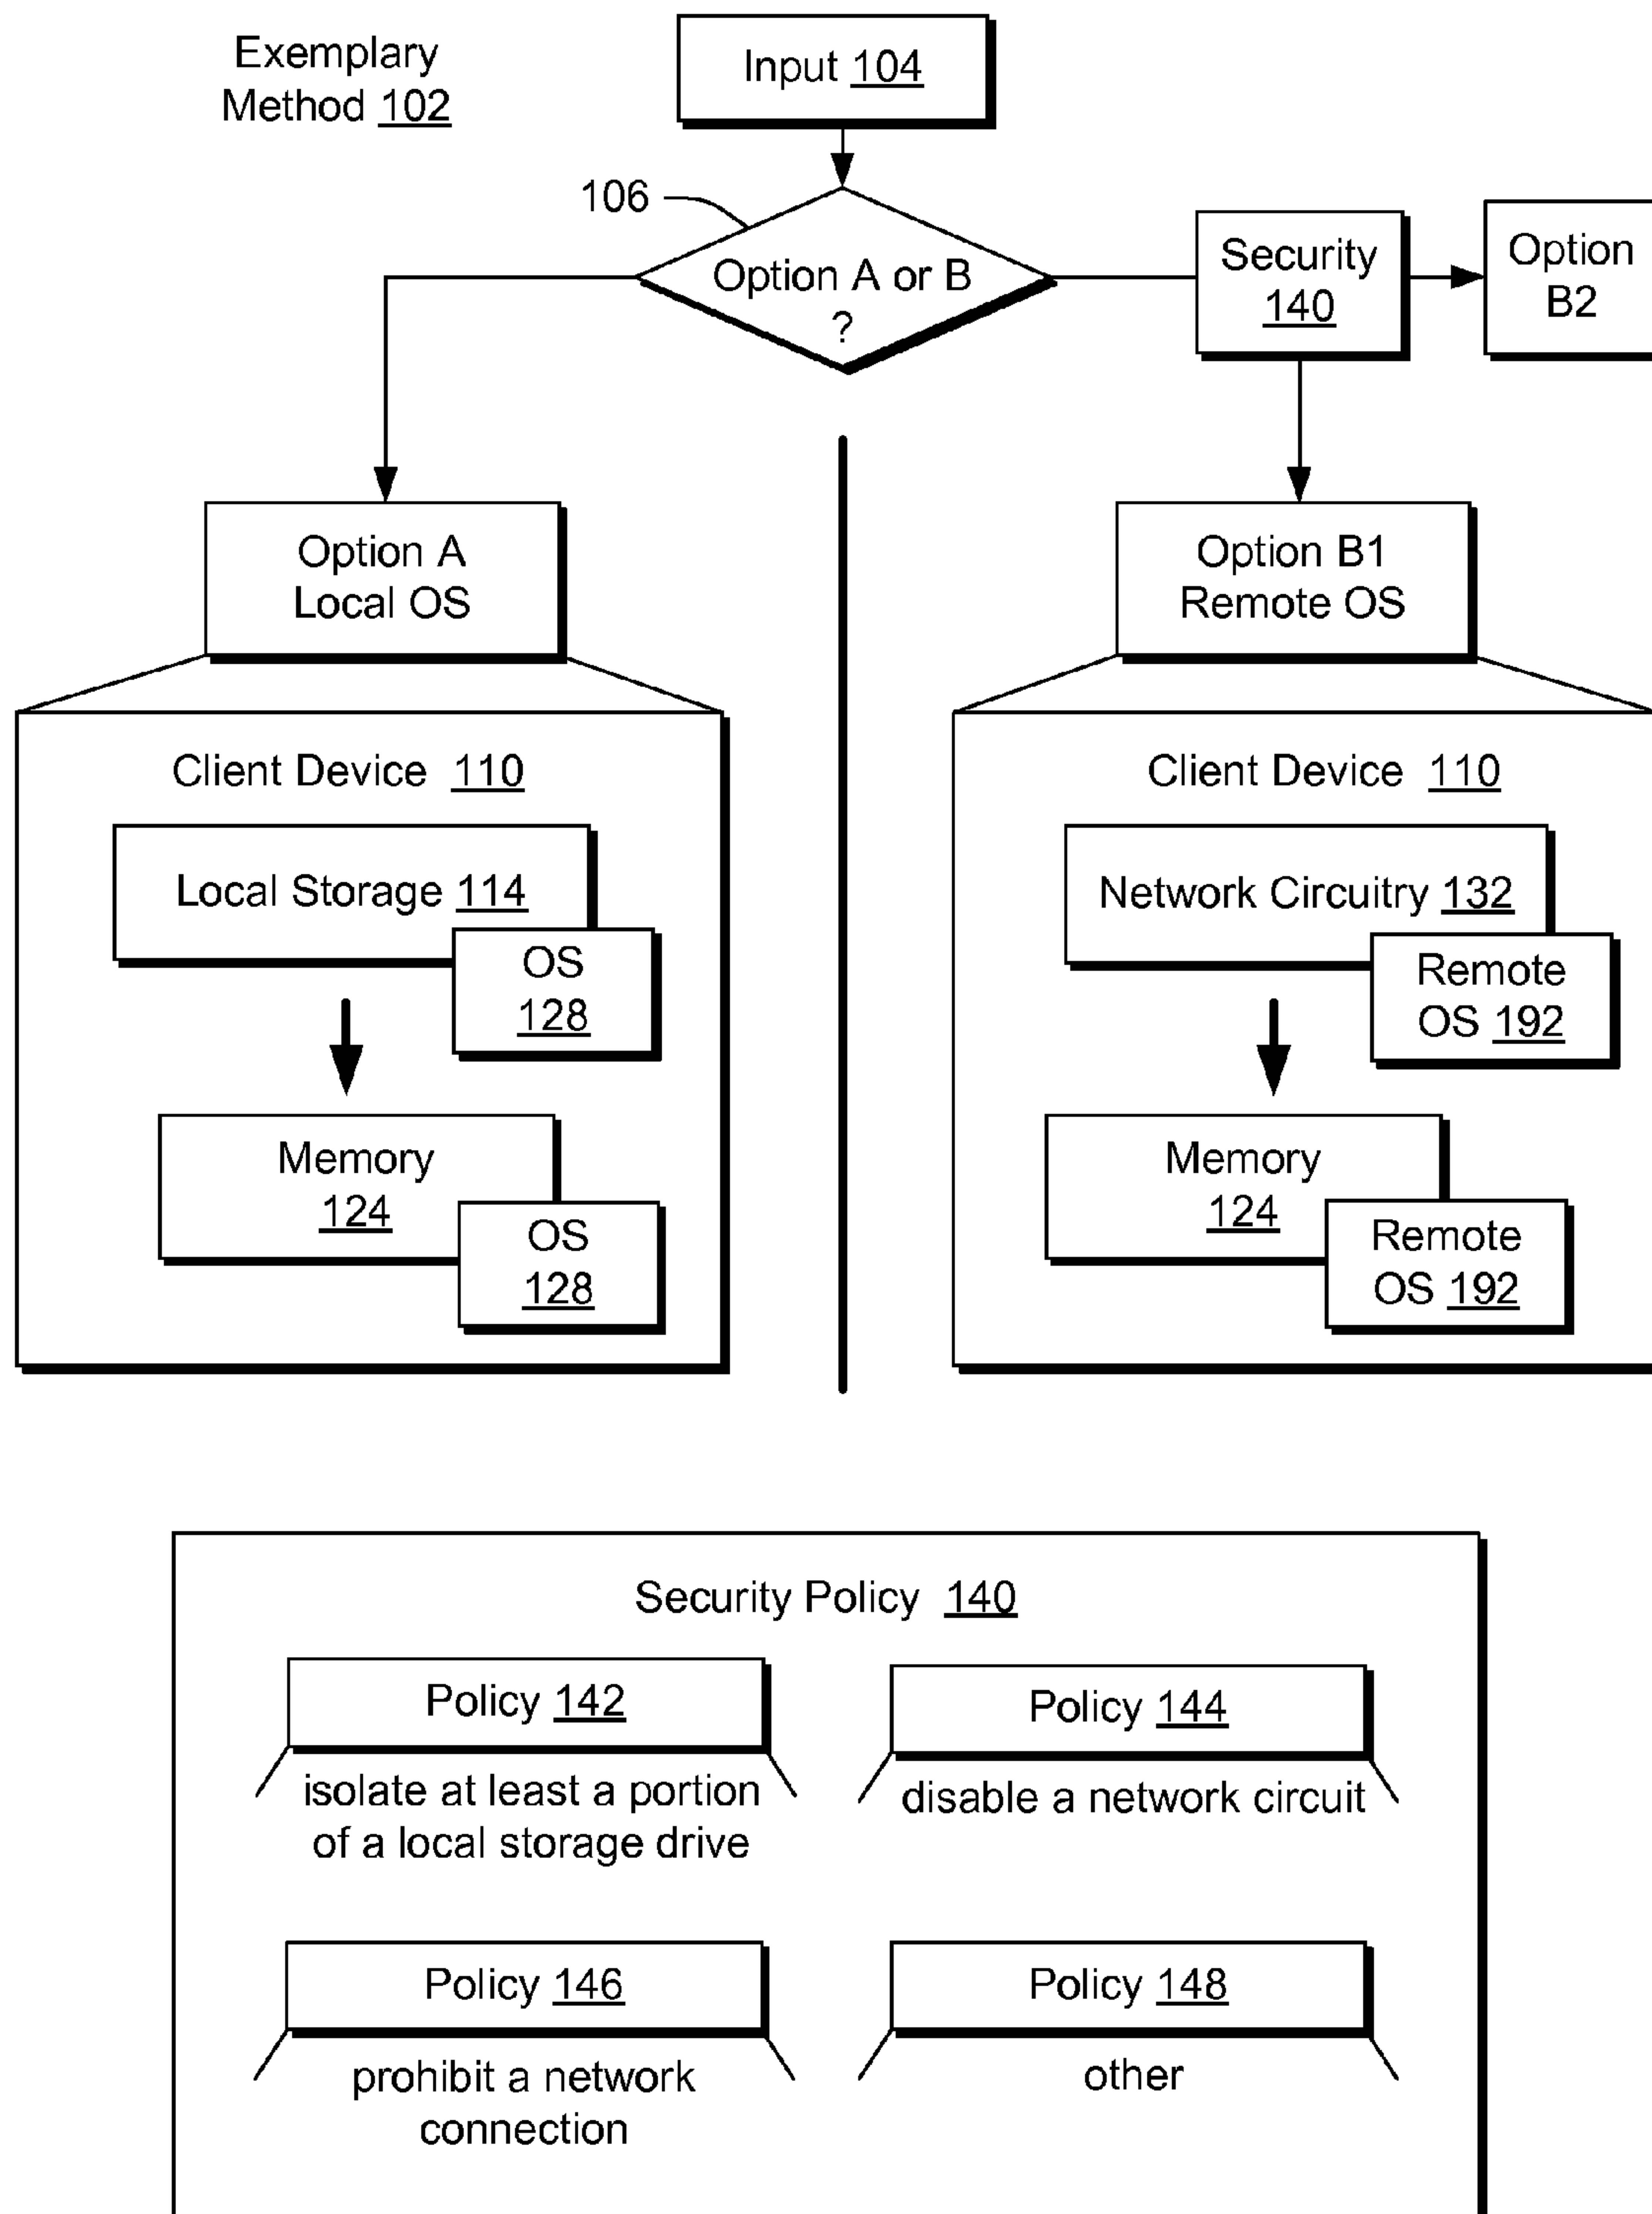 Exemplary
Method 102
Input 104
106
Option A or B
?
Security
140
Option
B2
Option A
Local OS
Option B1
Remote OS
Client Device 110
Local Storage 114
OS
128
Memory
124
OS
128
Client Device 110
Network Circuitry 132
Remote
OS 192
Memory
124
Remote
OS 192
Security Policy 140
Policy 142
isolate at least a portion
of a local storage drive
Policy 144
disable a network circuit
Policy 146
prohibit a network
connection
Policy 148
other